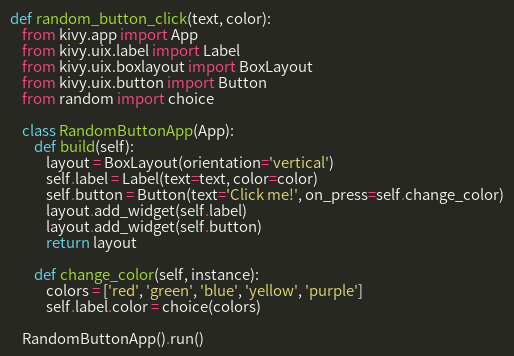 def random_button_click(text, color):
    from kivy.app import App
    from kivy.uix.label import Label
    from kivy.uix.boxlayout import BoxLayout
    from kivy.uix.button import Button
    from random import choice

    class RandomButtonApp(App):
        def build(self):
            layout = BoxLayout(orientation='vertical')
            self.label = Label(text=text, color=color)
            self.button = Button(text='Click me!', on_press=self.change_color)
            layout.add_widget(self.label)
            layout.add_widget(self.button)
            return layout

        def change_color(self, instance):
            colors = ['red', 'green', 'blue', 'yellow', 'purple']
            self.label.color = choice(colors)

    RandomButtonApp().run()